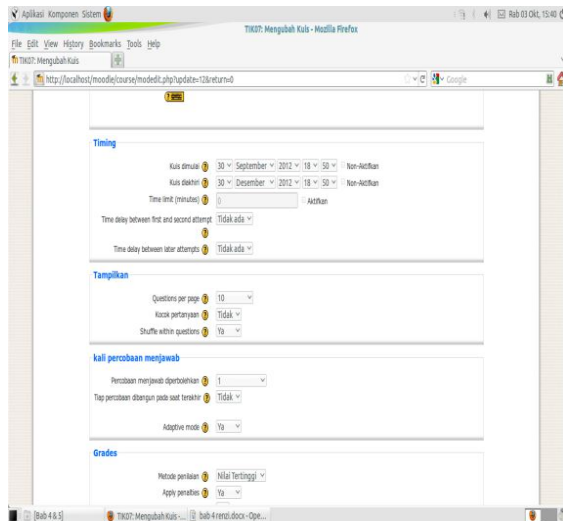 Aplikasi Komponen Sistem Rab 03 Okt, 15:40
TIK07: Mengubah Kuis - Mozilla Firefox
File Edit View History Bookmarks Tools Help
TIK07: Mengubah Kuis
http://localhost/moodle/course/modedit.php?update=12&return=0 Google
Timing
Kuis dimulai 30 September 2012 18 50 Non-Aktifkan
Kuis diakhiri 30 Desember 2012 18 50 Non-Aktifkan
Time limit (minutes) 0 Aktifkan
Time delay between first and second attempt Tidak ada
Time delay between later attempts Tidak ada
Tampilkan
Questions per page 10
Kocok pertanyaan Tidak
Shuffle within questions Ya
kali percobaan menjawab
Percobaan menjawab diperbolehkan 1
Tiap percobaan dibangun pada saat terakhir Tidak
Adaptive mode Ya
Grades
Metode penilaian Nilai Tertinggi
Apply penalties Ya
[Bab 4 & 5] TIK07: Mengubah Kuis -... bab 4 renzi.docx - Ope...